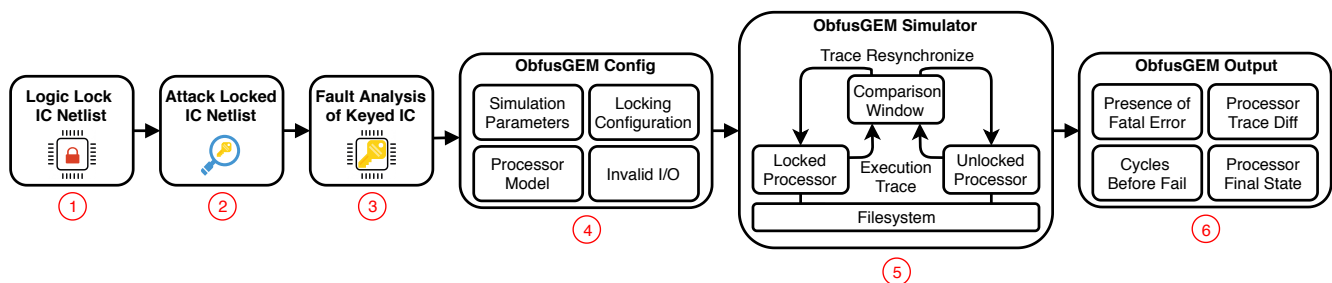 Logic Lock
IC Netlist
1
Attack Locked
IC Netlist
2
Fault Analysis
of Keyed IC
3
ObfusGEM Config
Simulation
Parameters
Locking
Configuration
Processor
Model
Invalid I/O
4
ObfusGEM Simulator
Trace Resynchronize
Comparison
Window
Locked
Processor
Execution
Trace
Unlocked
Processor
Filesystem
5
ObfusGEM Output
Presence of
Fatal Error
Processor
Trace Diff
Cycles
Before Fail
Processor
Final State
6